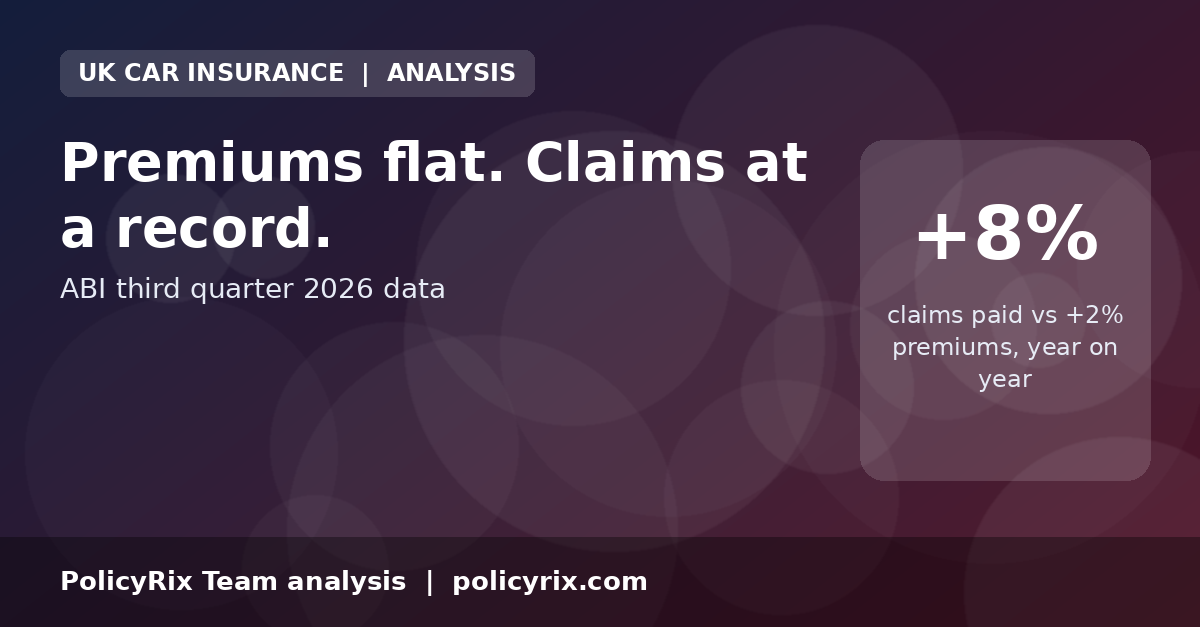 UK CAR INSURANCE | ANALYSIS
Premiums flat. Claims at
a record.
ABI third quarter 2026 data
+8%
claims paid vs +2%
premiums, year on
year
PolicyRix Team analysis | policyrix.com